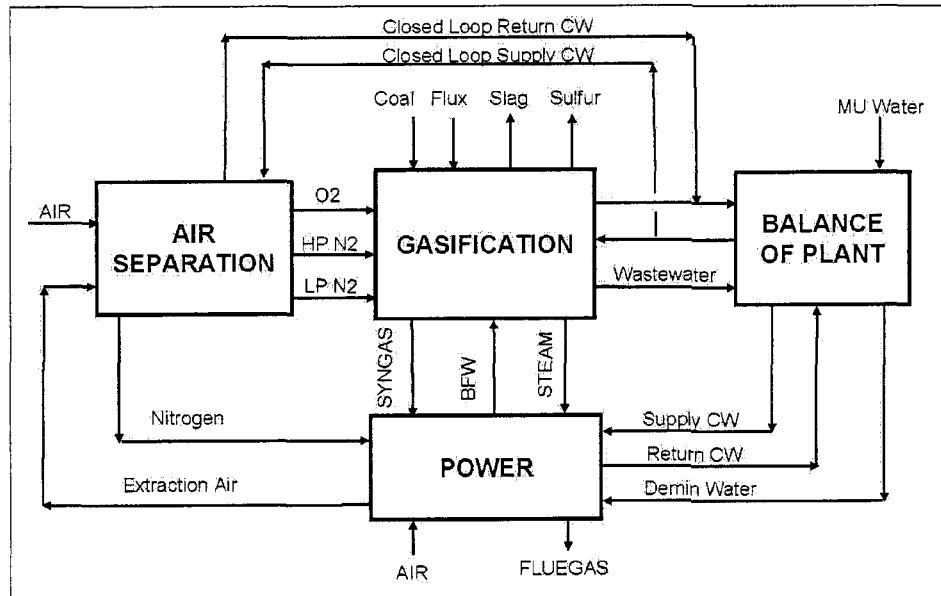 Closed Loop Return CW
Closed Loop Supply CW
Coal Flux Slag Sulfur
MU Water
AIR
AIR
SEPARATION
O2
HP N2
LP N2
GASIFICATION
BALANCE
OF PLANT
Wastewater
SYNGAS
BFW
STEAM
Nitrogen
Extraction Air
POWER
Supply CW
Return CW
Demin Water
AIR
FLUEGAS